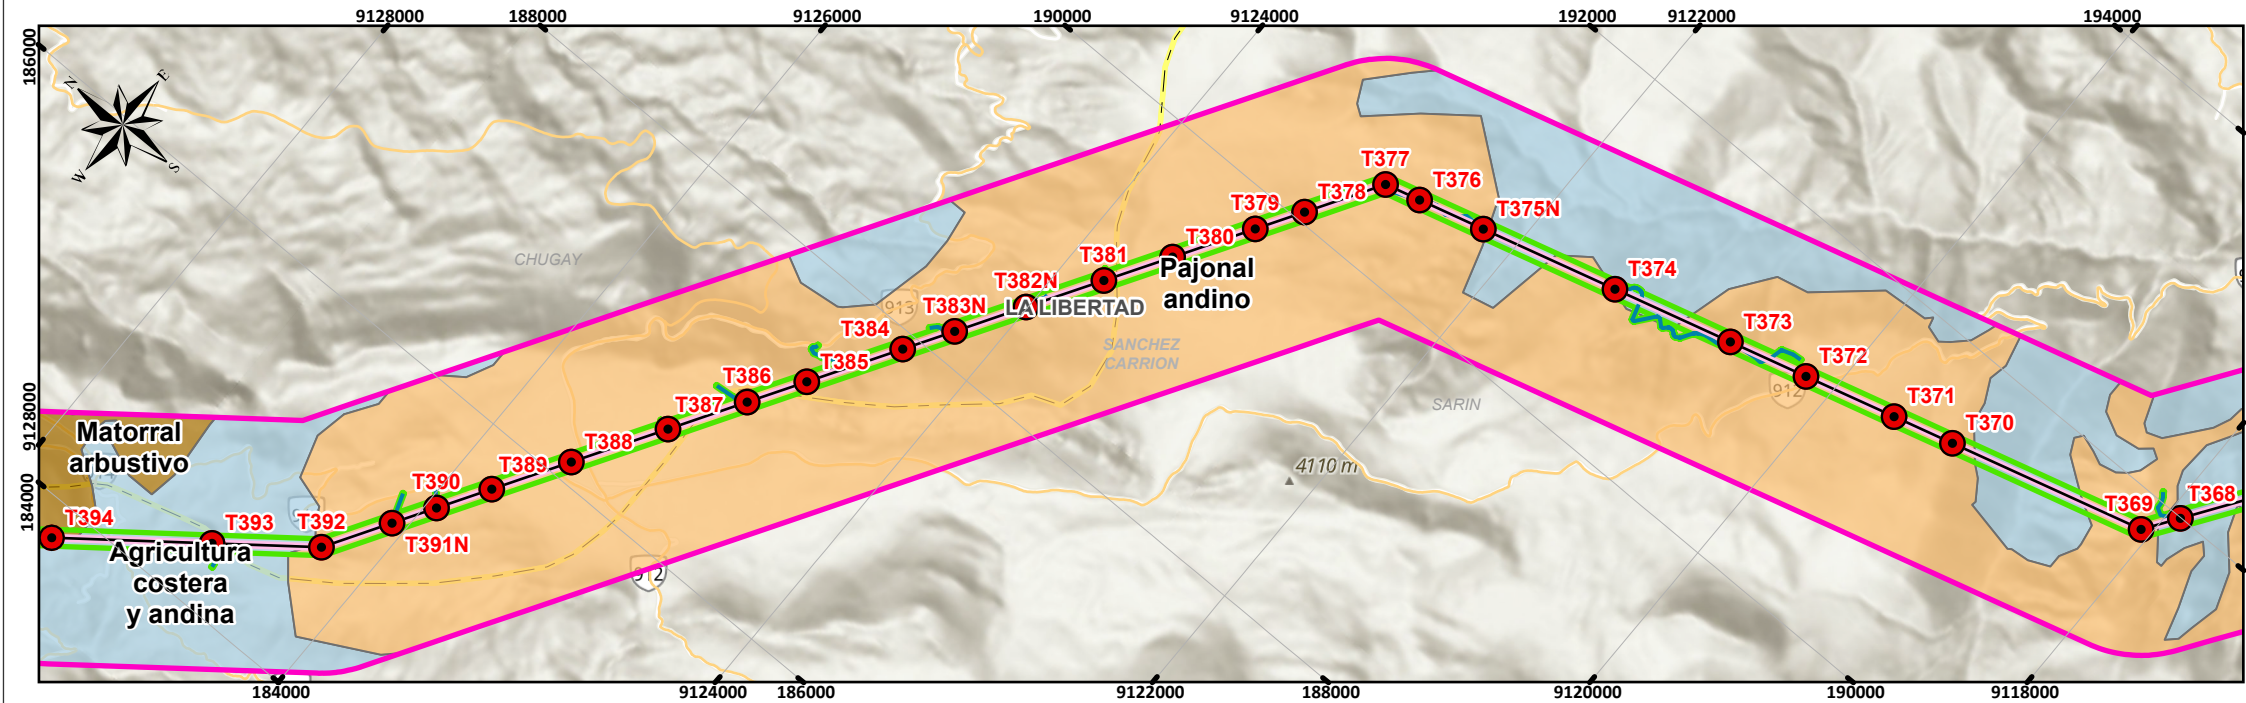 9128000
188000
9126000
190000
9124000
192000
9122000
194000
186000
N
E
W
S
CHUGAY
T377
T376
T378
T379
T375N
T380
Pajonal
andino
T381
T382N
LA LIBERTAD
913
T383N
T384
T385
SANCHEZ
CARRION
T374
T373
T372
912
T371
T370
SARIN
T386
T387
T388
T389
T390
T391N
4110 m
9128000
Matorral
arbustivo
184000
T394
T393
T392
Agricultura
costera
y andina
T369
T368
912
184000
9124000
186000
9122000
188000
9120000
190000
9118000